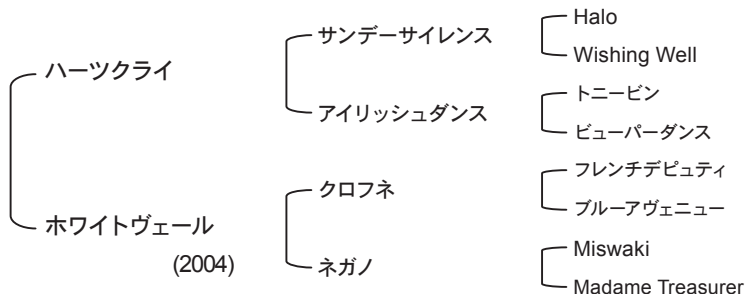 ハーツクライ
ホワイトヴェール
(2004)
サンデーサイレンス
アイリッシュダンス
クロフネ
ネガノ
Halo
Wishing Well
トニービン
ビューパーダンス
フレンチデピュティ
ブルーアヴェニュー
Miswaki
Madame Treasurer